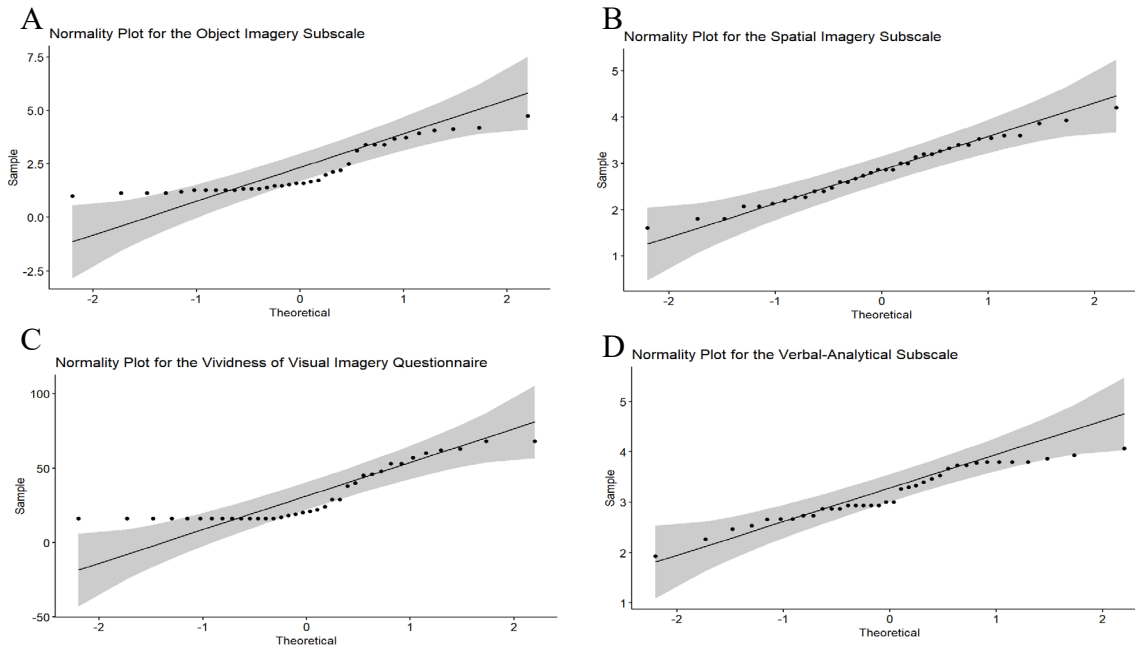 A
Normality Plot for the Object Imagery Subscale
7.5
5.0
2.5
0.0
-2.5
Sample
-2 -1 0 1 2
Theoretical
B
Normality Plot for the Spatial Imagery Subscale
5
4
3
2
1
Sample
-2 -1 0 1 2
Theoretical
C
Normality Plot for the Vividness of Visual Imagery Questionnaire
100
50
0
-50
Sample
-2 -1 0 1 2
Theoretical
D
Normality Plot for the Verbal-Analytical Subscale
5
4
3
2
1
Sample
-2 -1 0 1 2
Theoretical